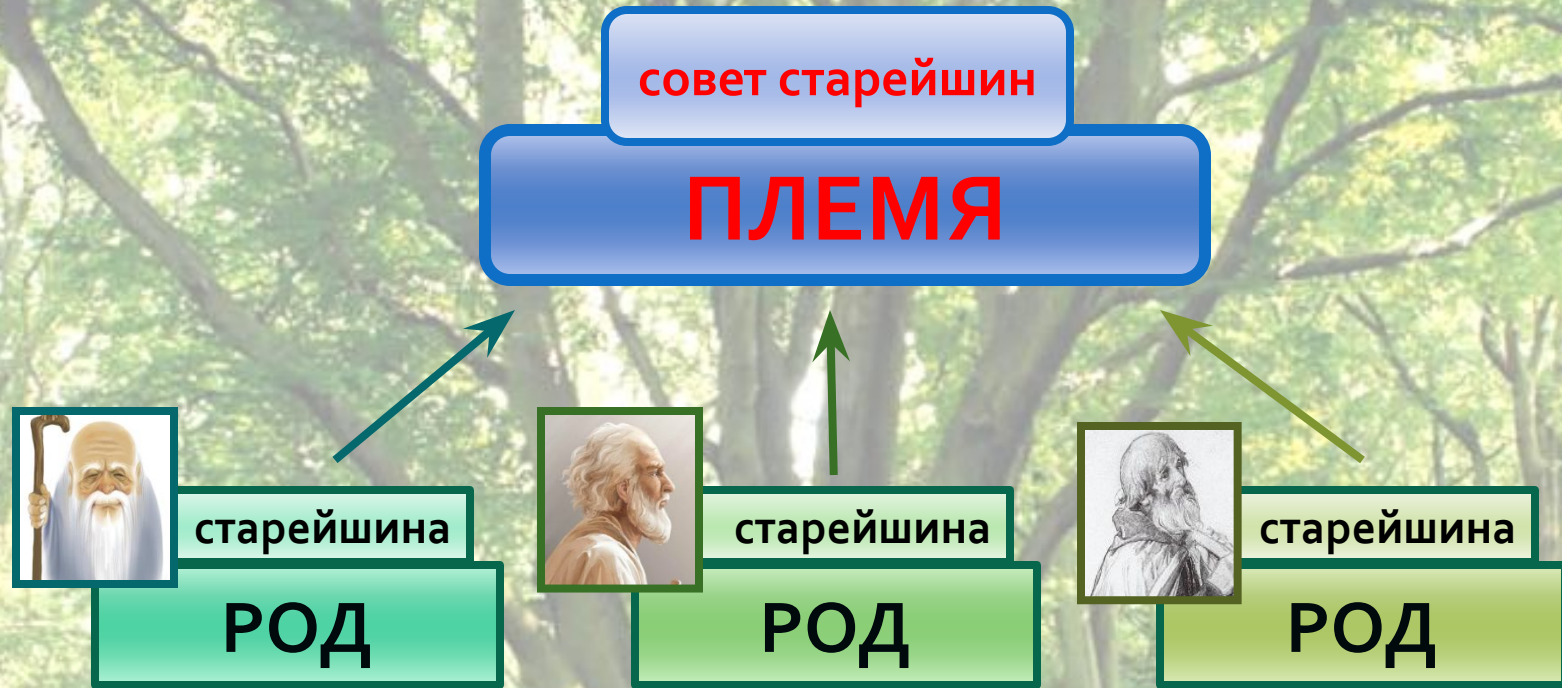 совет старейшин
ПЛЕМЯ
старейшина
РОД
старейшина
РОД
старейшина
РОД